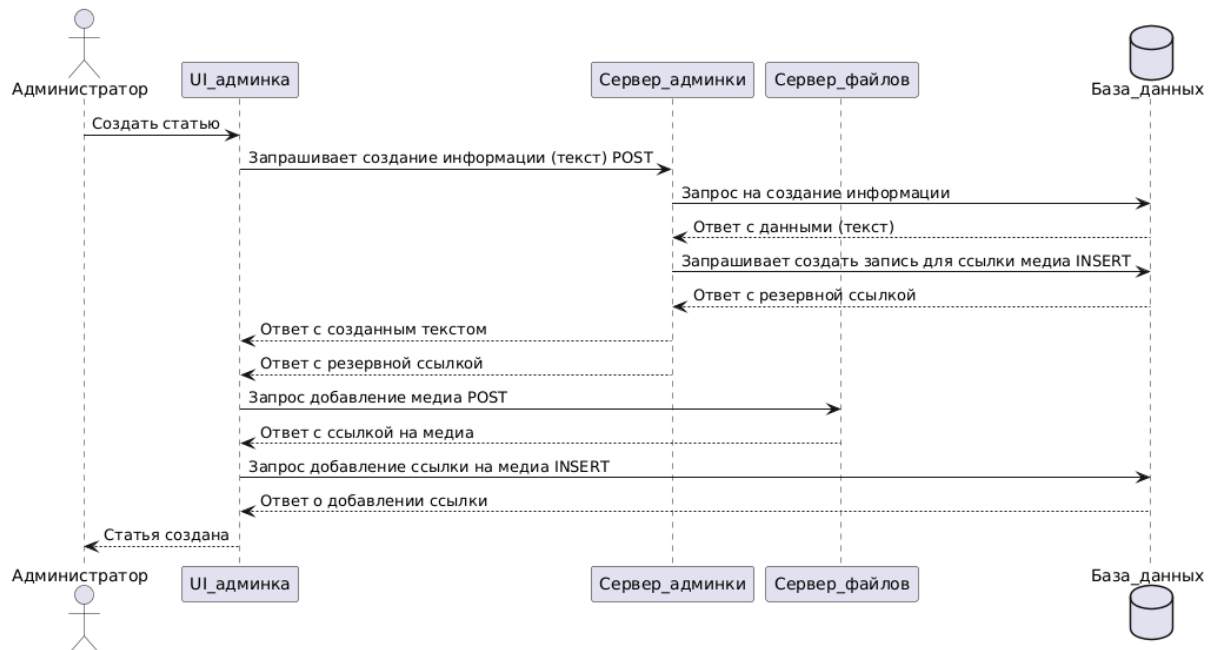 Администратор
UI_админка
Сервер_админки
Сервер_файлов
База_данных
Создать статью
Запрашивает создание информации (текст) POST
Запрос на создание информации
Ответ с данными (текст)
Запрашивает создать запись для ссылки медиа INSERT
Ответ с резервной ссылкой
Ответ с созданным текстом
Ответ с резервной ссылкой
Запрос добавление медиа POST
Ответ с ссылкой на медиа
Запрос добавление ссылки на медиа INSERT
Ответ о добавлении ссылки
Статья создана
Администратор
UI_админка
Сервер_админки
Сервер_файлов
База_данных